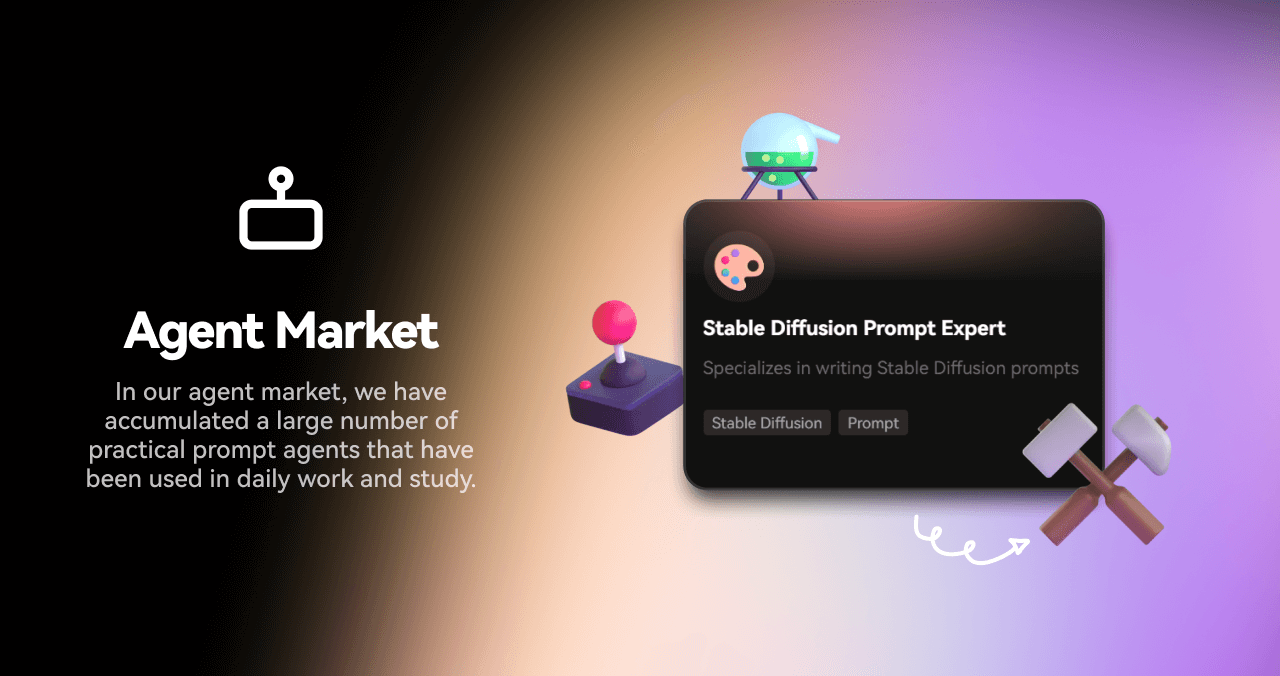 Agent Market
In our agent market, we have
accumulated a large number of
practical prompt agents that have
been used in daily work and study.
Stable Diffusion Prompt Expert
Specializes in writing Stable Diffusion prompts
Stable Diffusion
Prompt